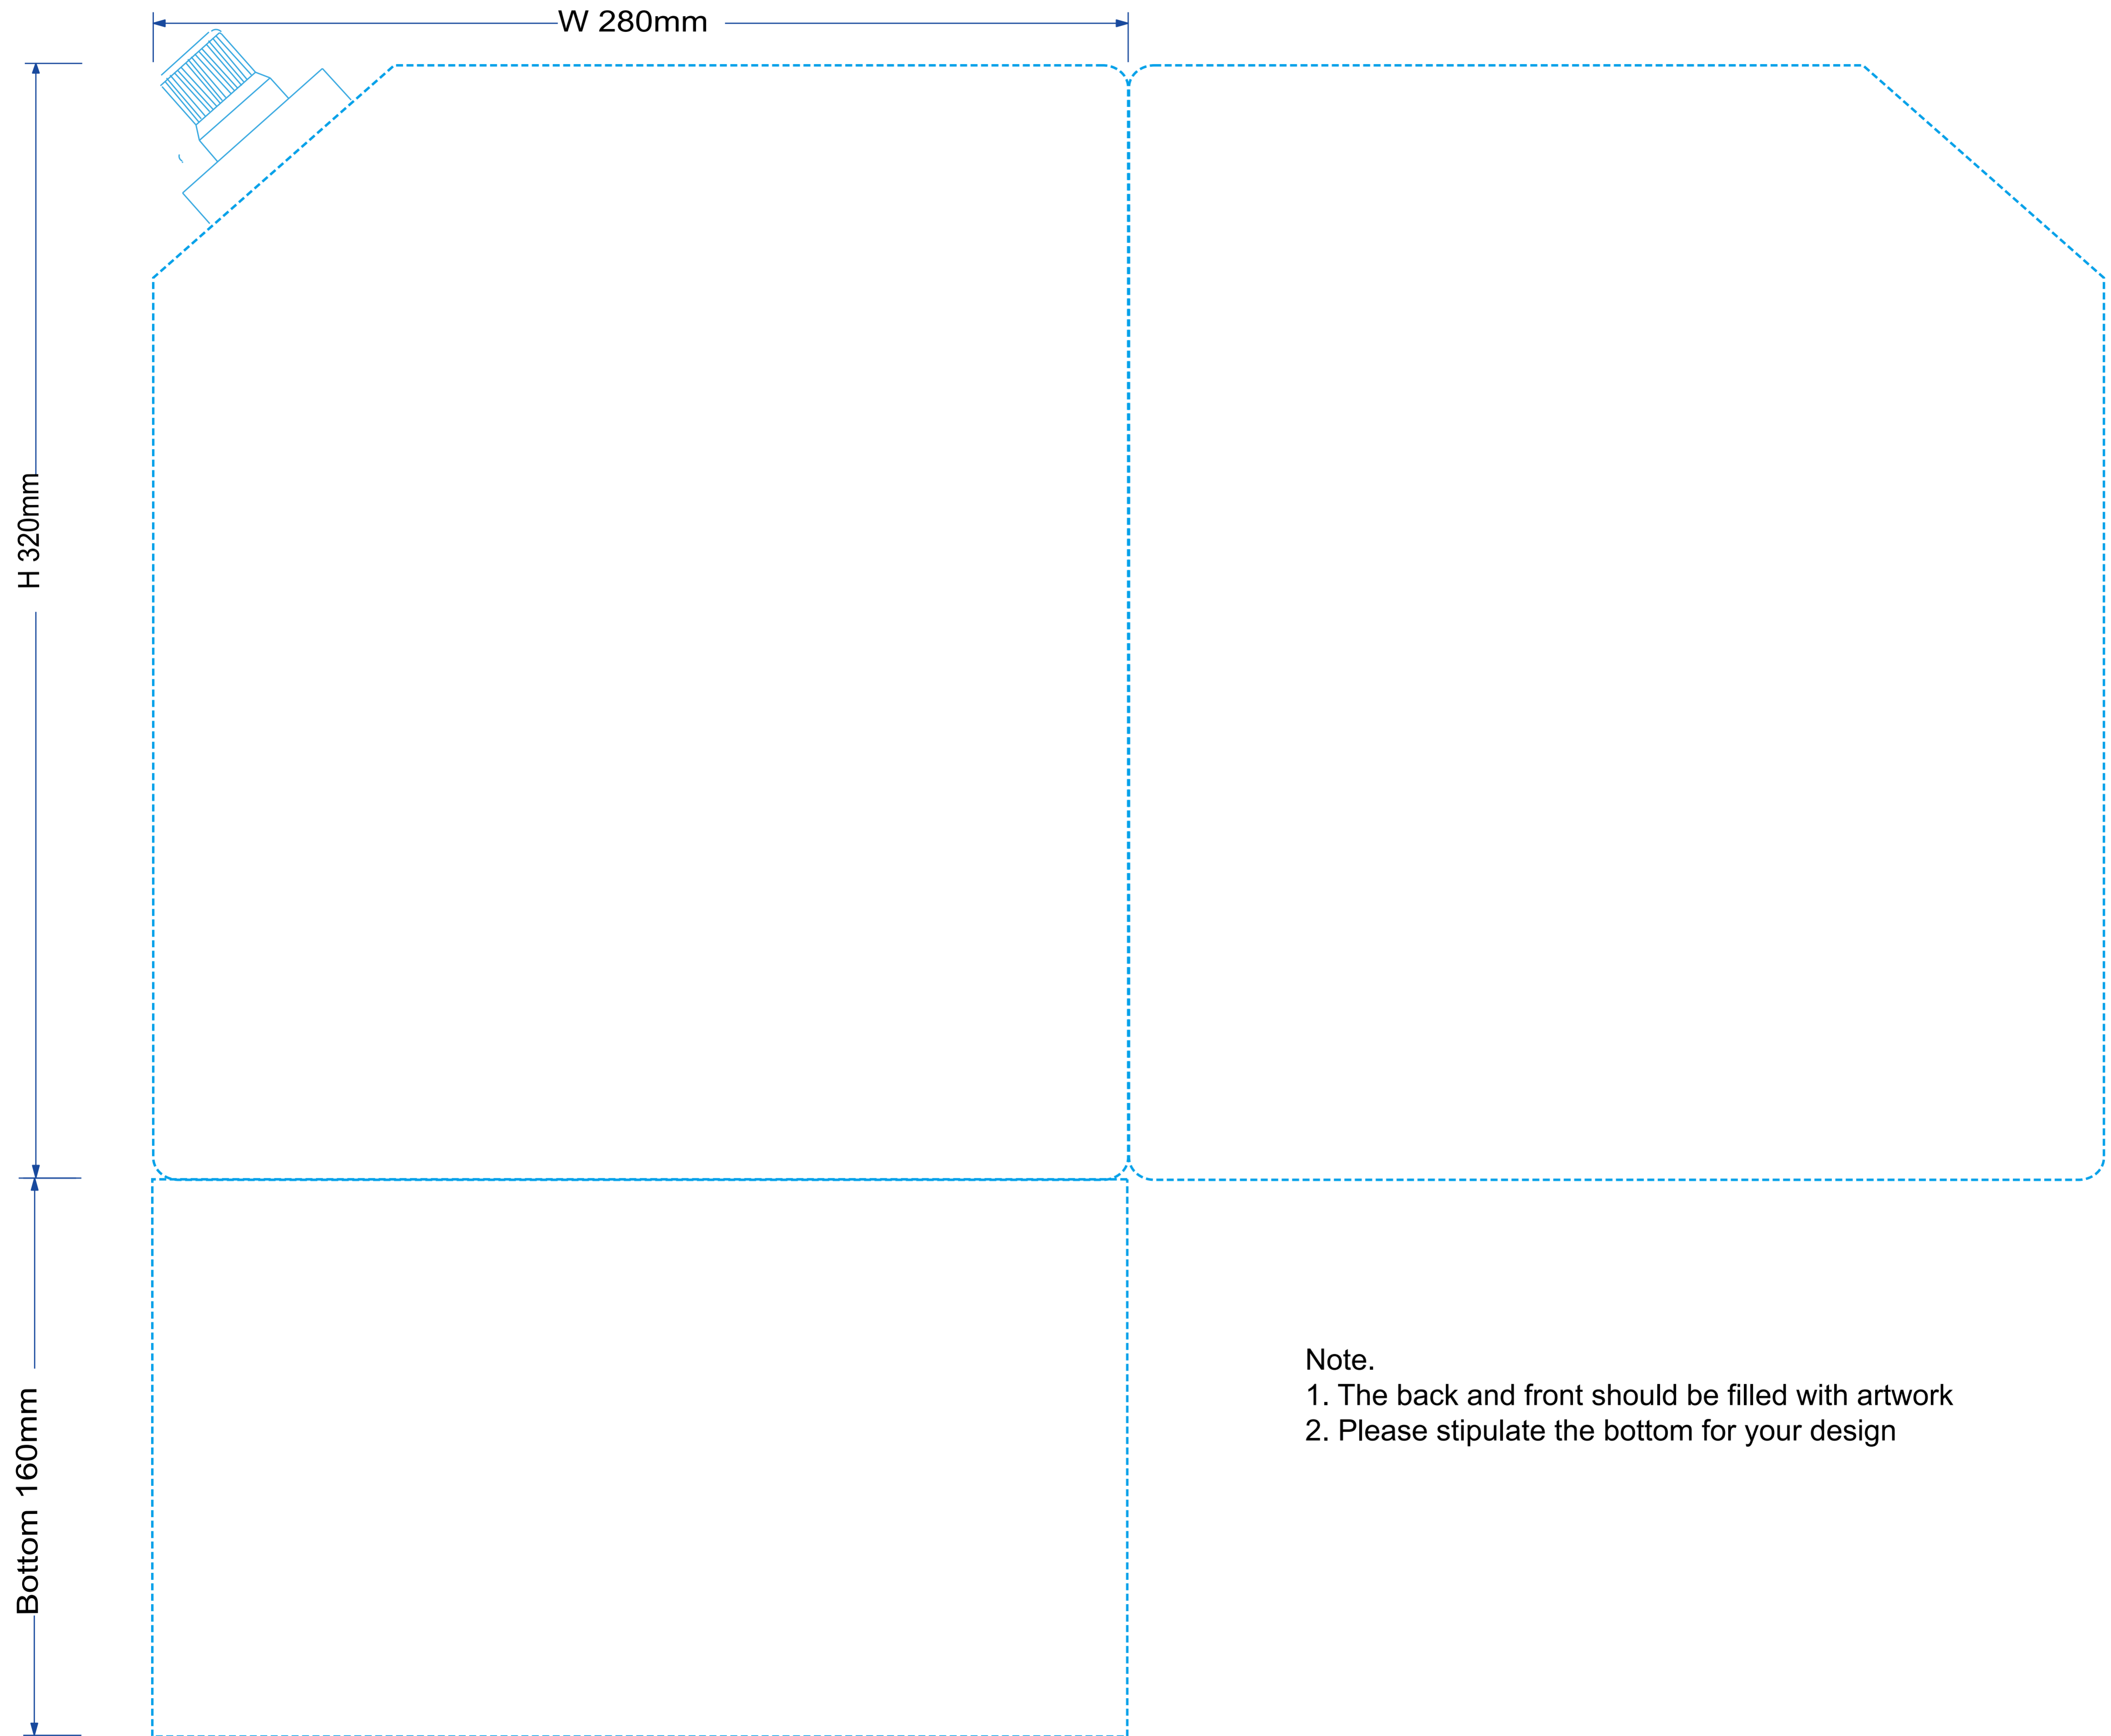 W 280mm
H 320mm
Bottom 160mm
Note.
1. The back and front should be filled with artwork
2. Please stipulate the bottom for your design